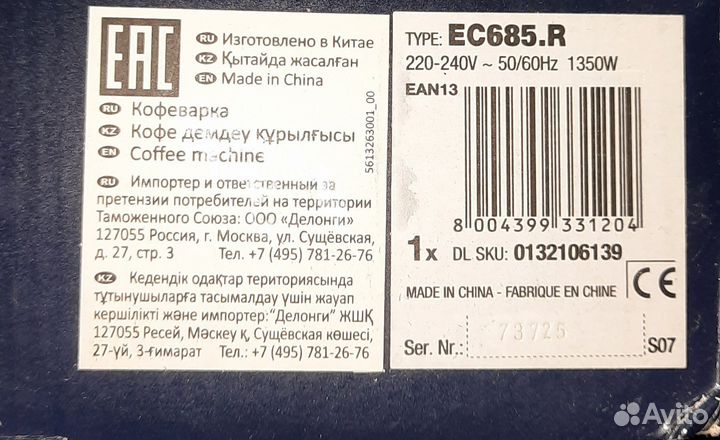 EAC
RU Изготовлено в Китае
KZ Қытайда жасалған
EN Made in China
RU Кофеварка
KZ Кофе демдеу құрылғысы
EN Coffee machine
5613263001_00
RU Импортер и ответственный за
претензии потребителей на территории
Таможенного Союза: ООО «Делонги»
127055 Россия, г. Москва, ул. Сущёвская,
д. 27, стр. 3 Тел. +7 (495) 781-26-76
KZ Кедендік одақтар териториясында
тұтынушыларға тасымалдау үшін жауап
кершілікті және импортер:"Делонги" ЖШҚ
127055 Ресей, Мәскеу қ, Сущёвская көшесі,
27-үй, 3-ғимарат Тел.: +7 (495) 781-26-76
TYPE: EC685.R
220-240V ~ 50/60Hz 1350W
EAN13
8 004399 331204
1x DL SKU: 0132106139
MADE IN CHINA - FABRIQUE EN CHINE CE
Ser. Nr.: 73725 S07
Avito